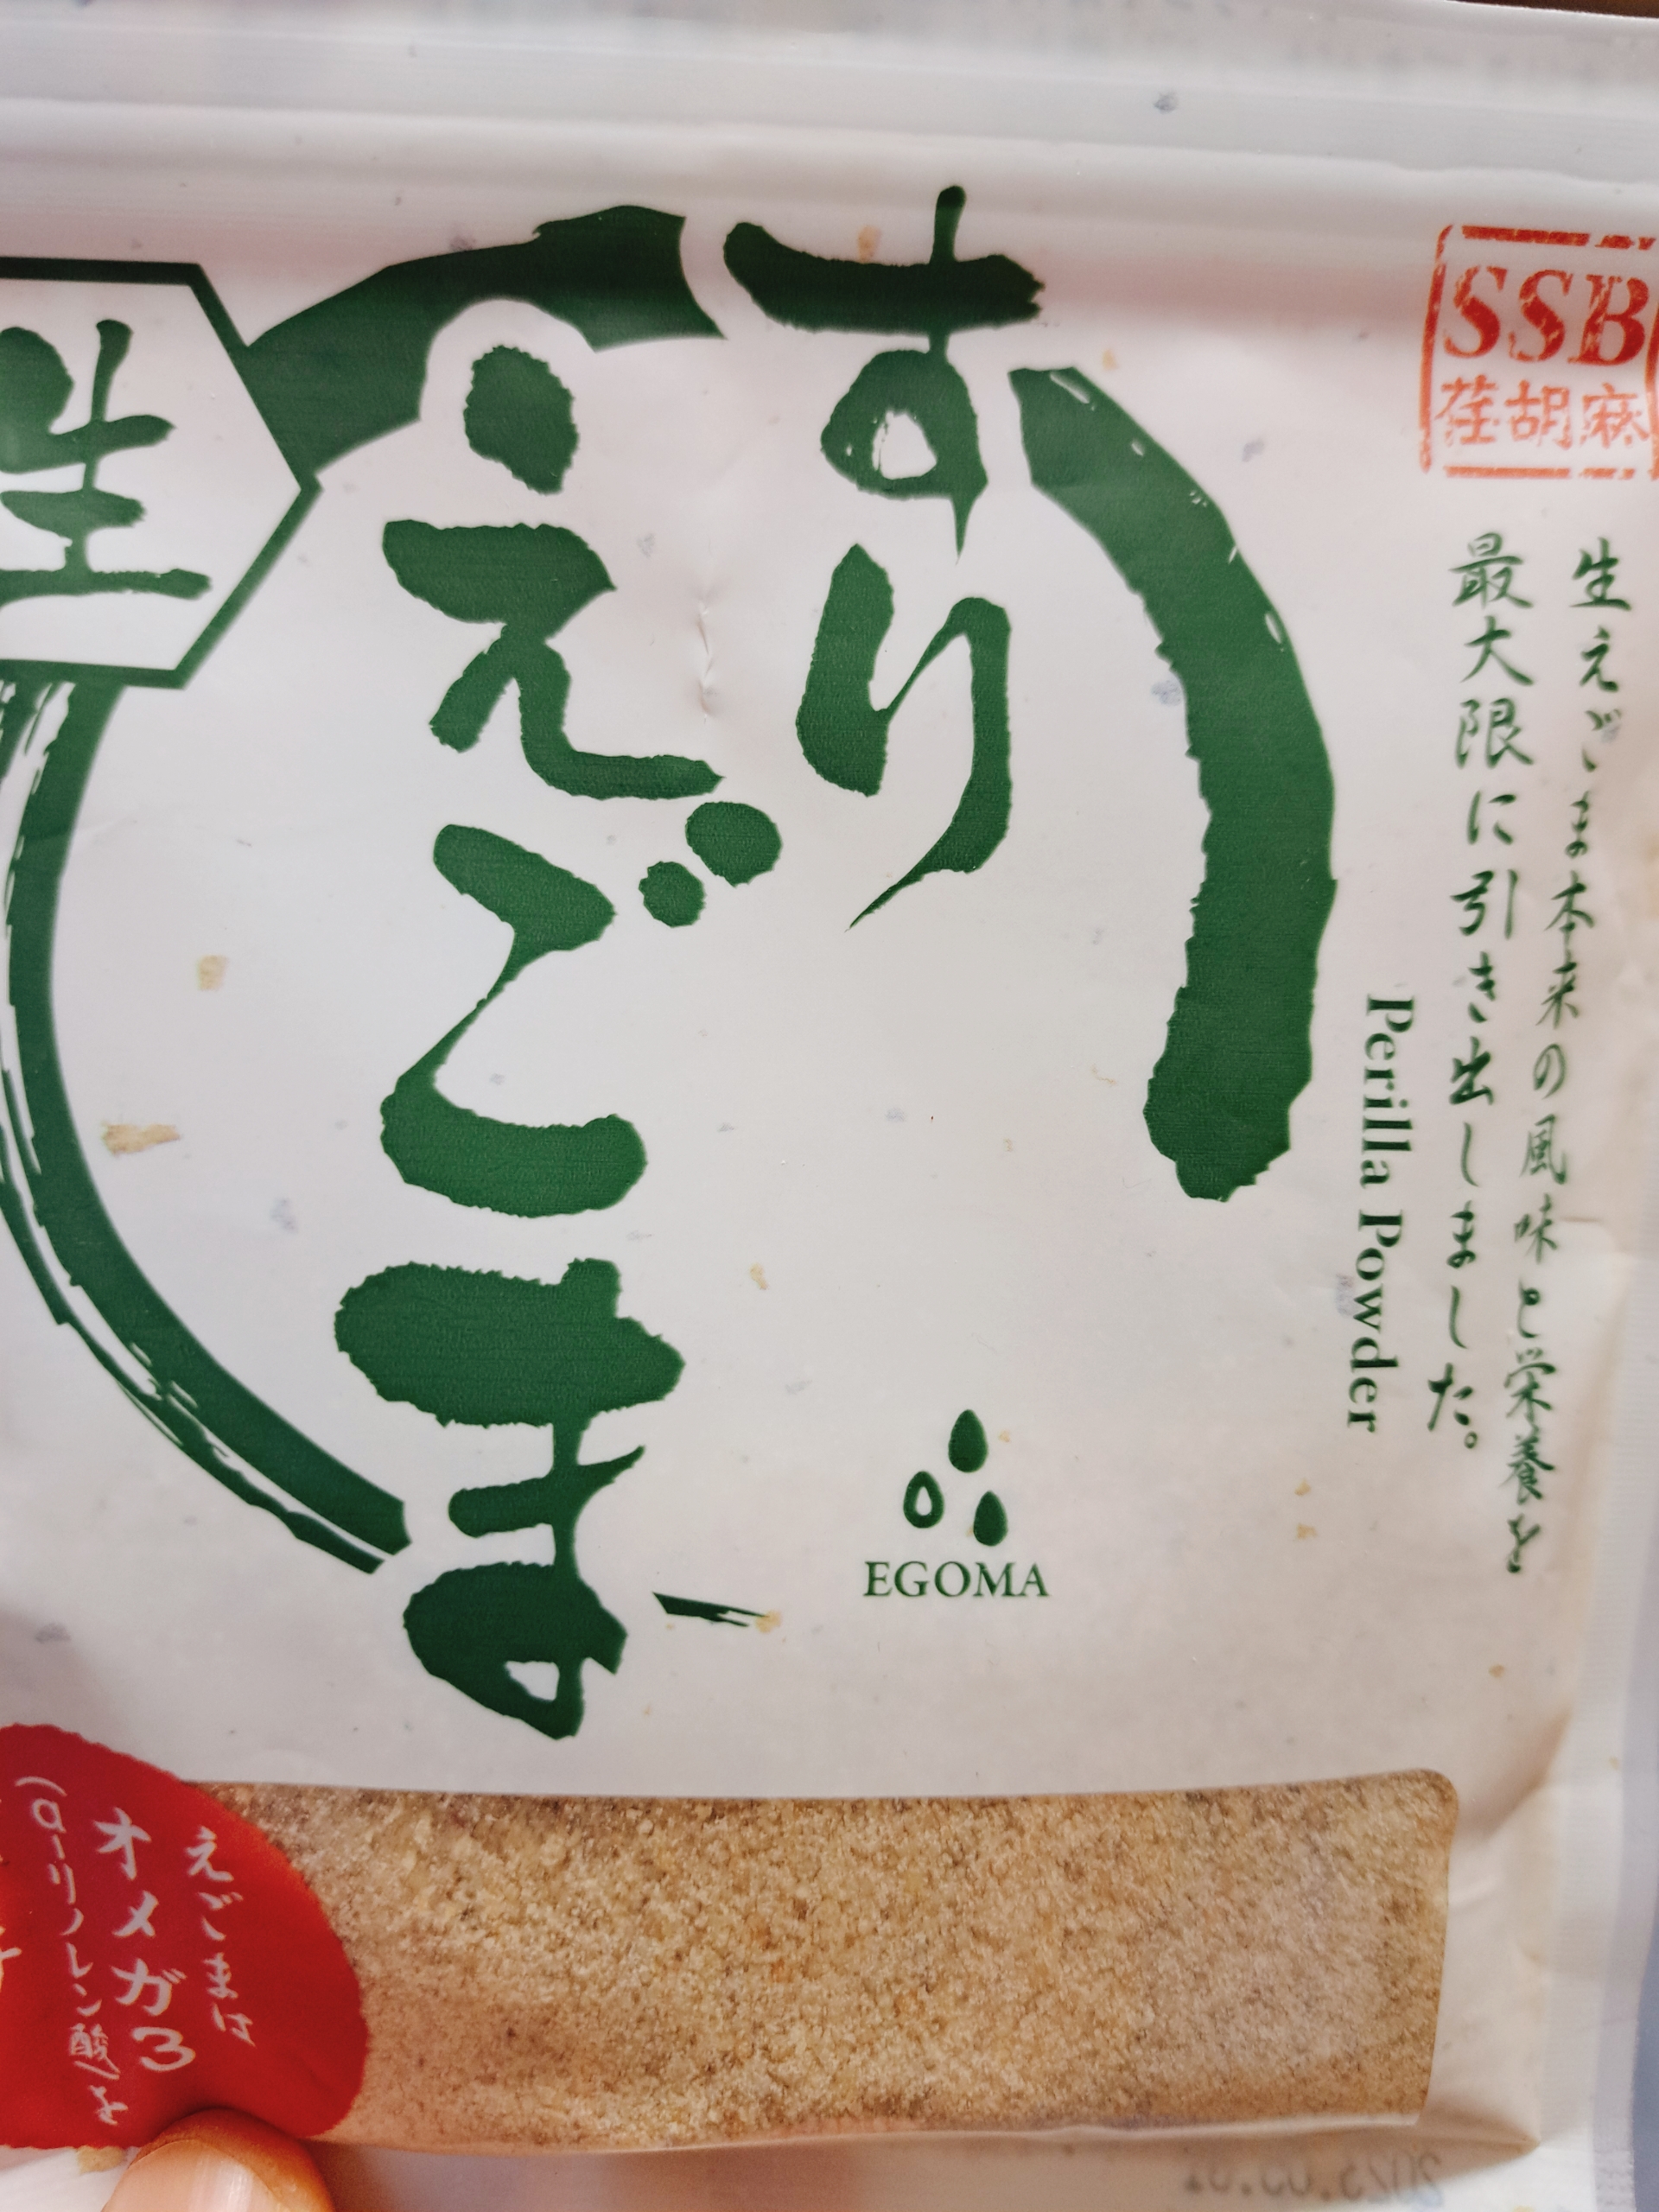 SSB
荏胡麻
生えごま本来の風味と栄養を
最大限に引き出しました。
Perilla Powder
すり
えごま
生
EGOMA
えごまは
オメガ3
(α-リノレン酸)を